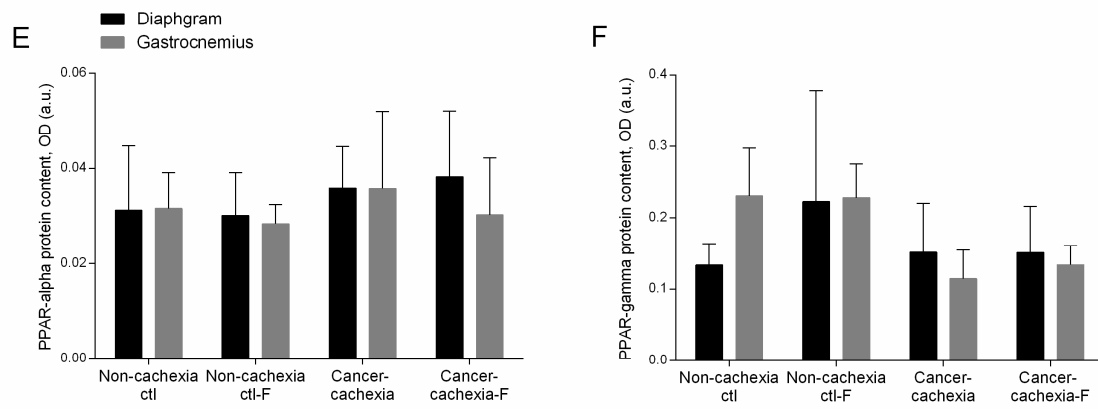 E
Diaphgram
Gastrocnemius
PPAR-alpha protein content, OD (a.u.)
0.06
0.04
0.02
0.00
Non-cachexia
ctl
Non-cachexia
ctl-F
Cancer-
cachexia
Cancer-
cachexia-F
F
PPAR-gamma protein content, OD (a.u.)
0.4
0.3
0.2
0.1
0.0
Non-cachexia
ctl
Non-cachexia
ctl-F
Cancer-
cachexia
Cancer-
cachexia-F